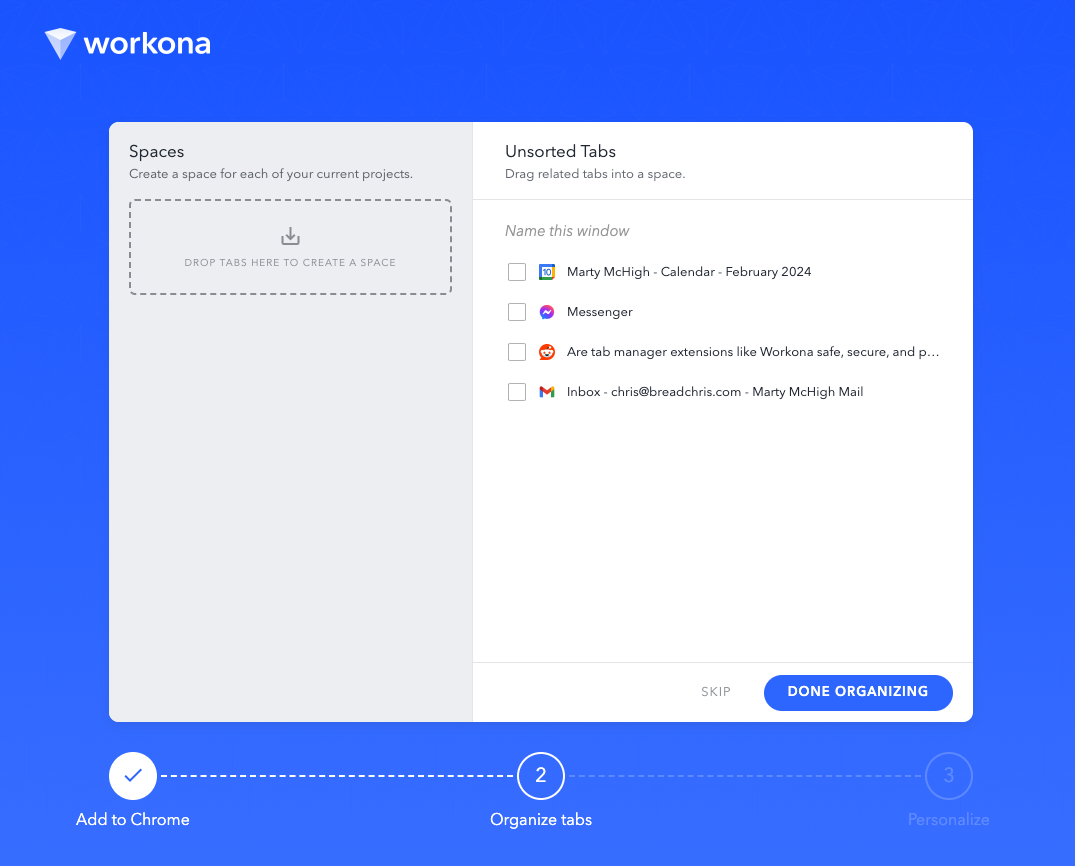 workona
Spaces
Create a space for each of your current projects.
DROP TABS HERE TO CREATE A SPACE
Unsorted Tabs
Drag related tabs into a space.
Name this window
10
Marty McHigh - Calendar - February 2024
Messenger
Are tab manager extensions like Workona safe, secure, and p…
Inbox - chris@breadchris.com - Marty McHigh Mail
SKIP
DONE ORGANIZING
Add to Chrome
2
Organize tabs
3
Personalize